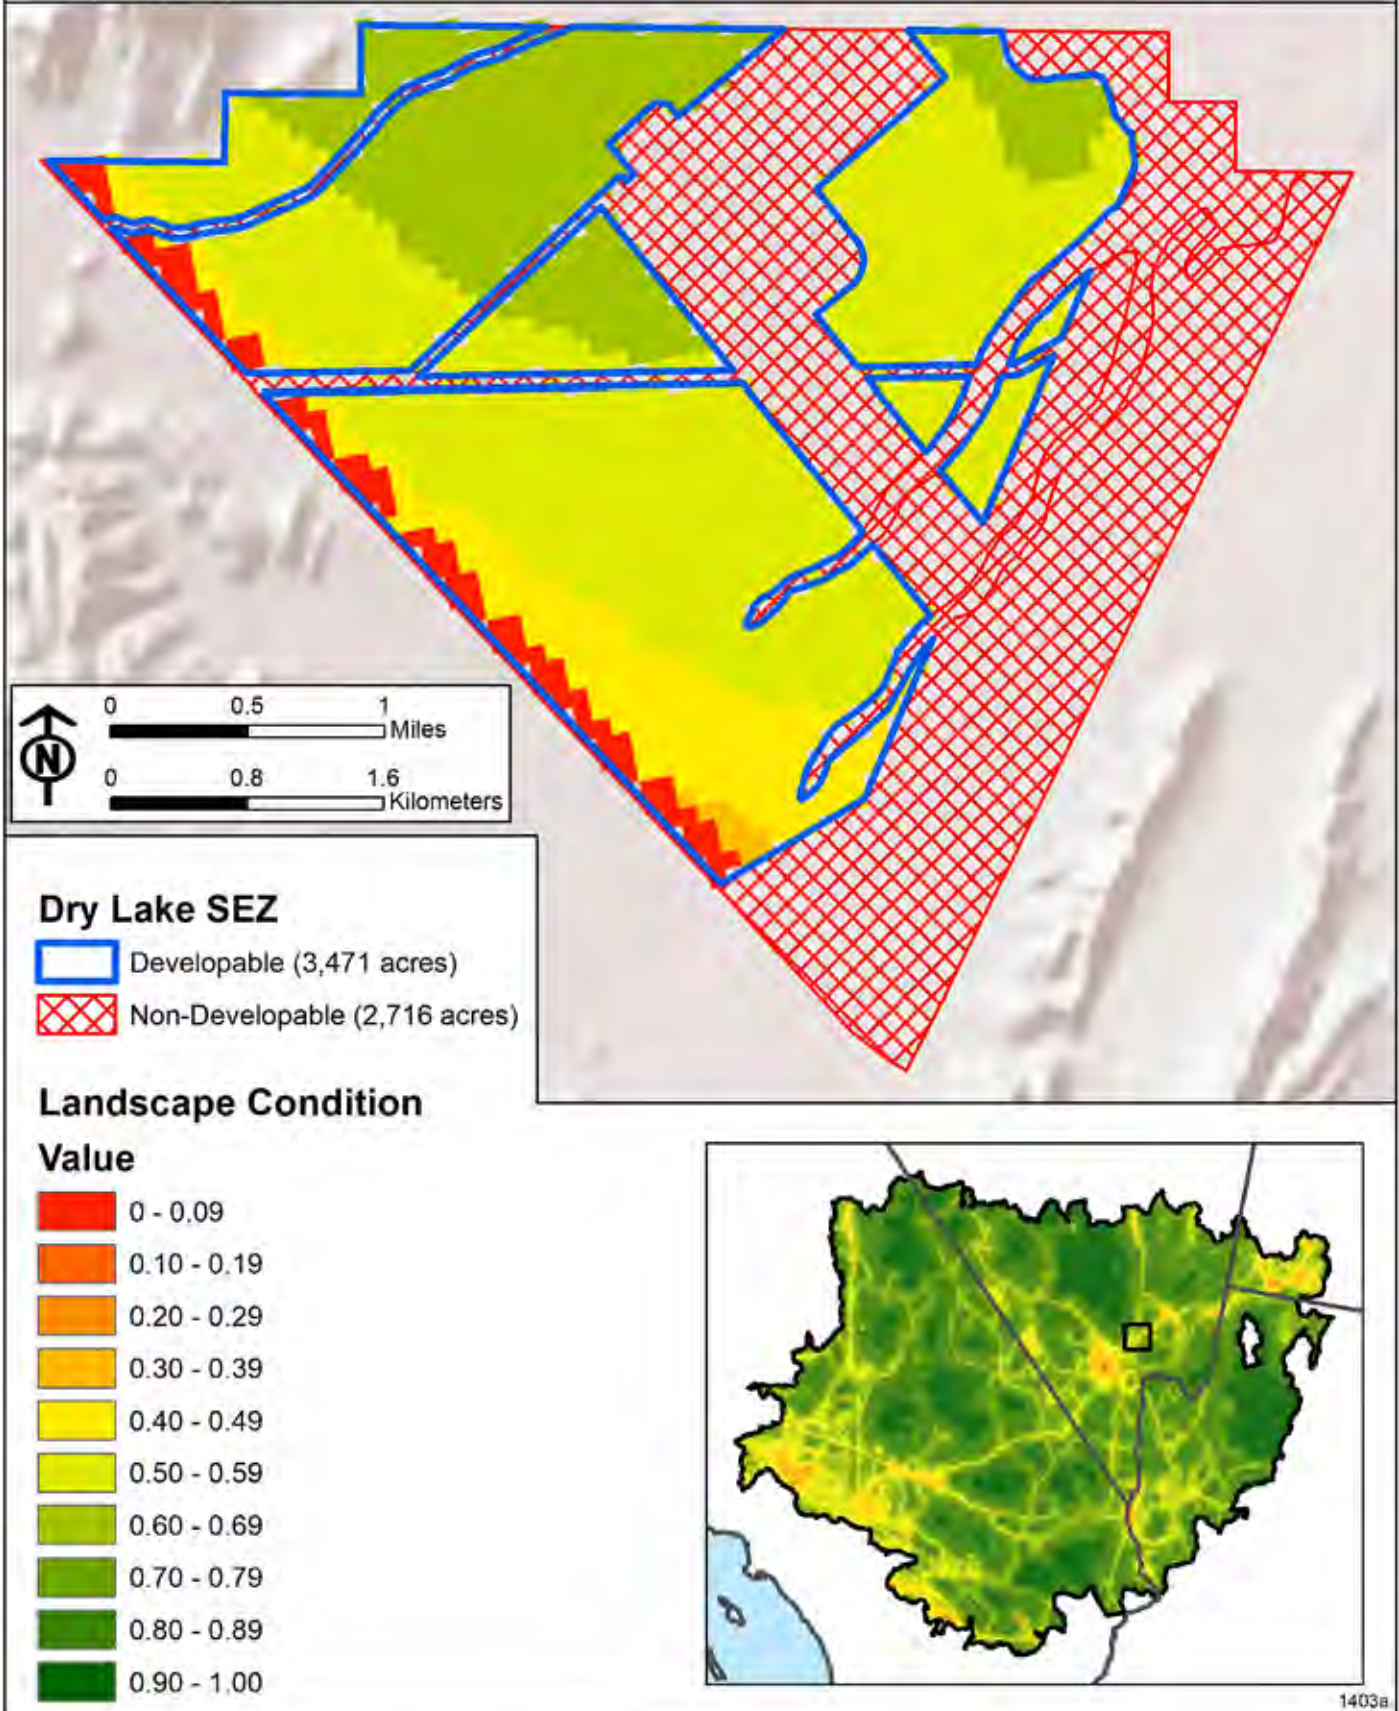 0 0.5 1
Miles
N
0 0.8 1.6
Kilometers
Dry Lake SEZ
Developable (3,471 acres)
Non-Developable (2,716 acres)
Landscape Condition
Value
0 - 0.09
0.10 - 0.19
0.20 - 0.29
0.30 - 0.39
0.40 - 0.49
0.50 - 0.59
0.60 - 0.69
0.70 - 0.79
0.80 - 0.89
0.90 - 1.00
1403a